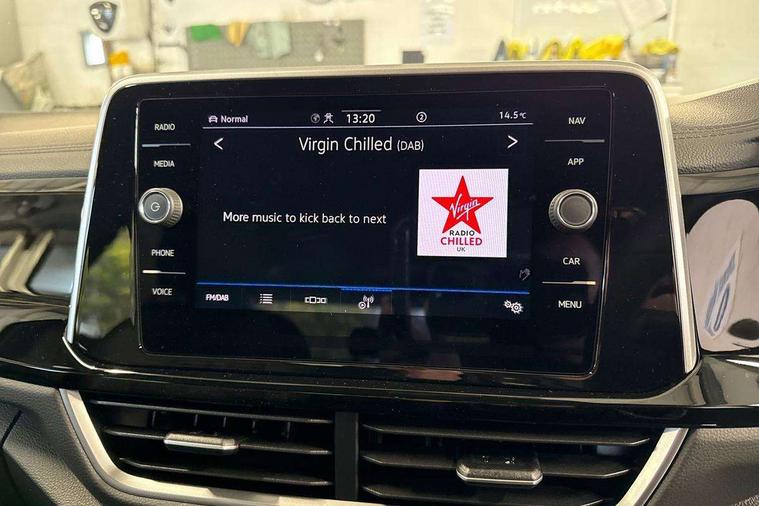 RADIO
MEDIA
PHONE
VOICE
Normal
13:20
2
14.5°C
Virgin Chilled (DAB)
More music to kick back to next
Virgin
RADIO
CHILLED
UK
FM/DAB
NAV
APP
CAR
MENU